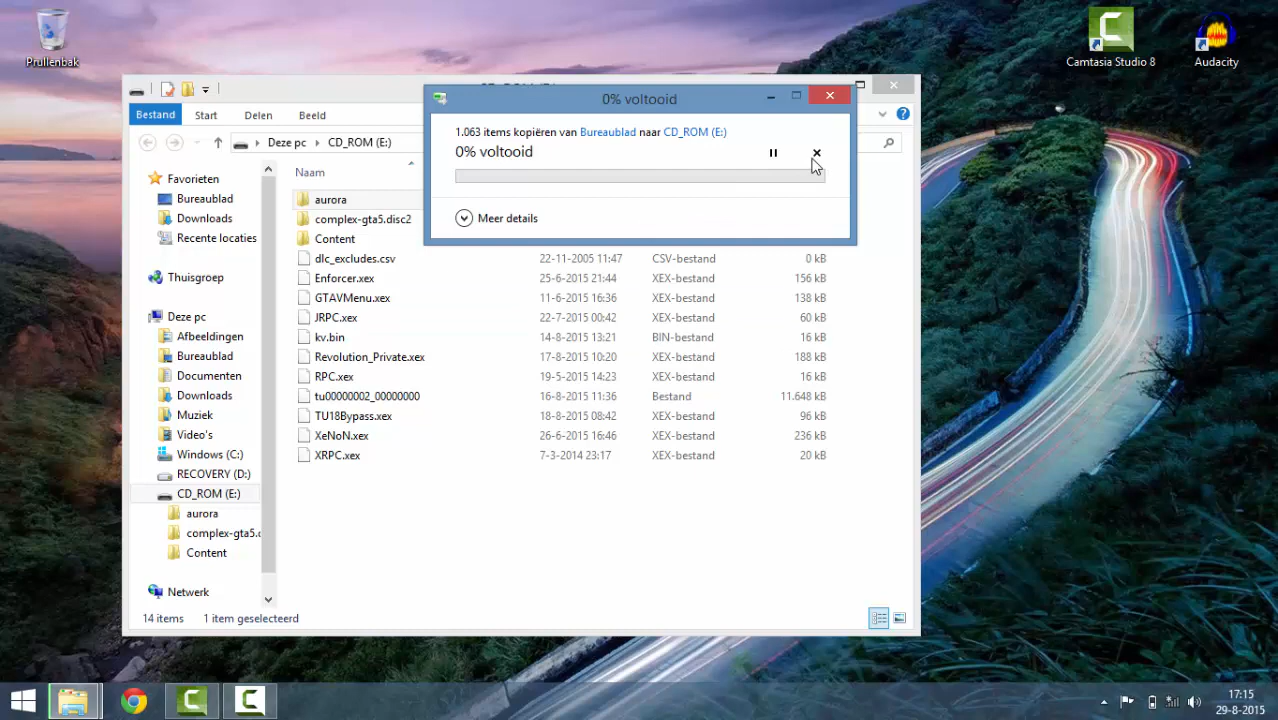 Prullenbak
Camtasia Studio 8
Audacity
0% voltooid
1.063 items kopiëren van Bureaublad naar CD_ROM (E:)
0% voltooid
Meer details
Bestand Start Delen Beeld
Deze pc CD_ROM (E:)
Naam
Favorieten
Bureaublad
Downloads
Recente locaties
Thuisgroep
Deze pc
Afbeeldingen
Bureaublad
Documenten
Downloads
Muziek
Video's
Windows (C:)
RECOVERY (D:)
CD_ROM (E:)
aurora
complex-gta5.d
Content
Netwerk
aurora
complex-gta5.disc2
Content
dlc_excludes.csv 22-11-2005 11:47 CSV-bestand 0 kB
Enforcer.xex 25-6-2015 21:44 XEX-bestand 156 kB
GTAVMenu.xex 11-6-2015 16:36 XEX-bestand 138 kB
JRPC.xex 22-7-2015 00:42 XEX-bestand 60 kB
kv.bin 14-8-2015 13:21 BIN-bestand 16 kB
Revolution_Private.xex 17-8-2015 10:20 XEX-bestand 188 kB
RPC.xex 19-5-2015 14:23 XEX-bestand 16 kB
tu00000002_00000000 16-8-2015 11:36 Bestand 11.648 kB
TU18Bypass.xex 18-8-2015 08:42 XEX-bestand 96 kB
XeNoN.xex 26-6-2015 16:46 XEX-bestand 236 kB
XRPC.xex 7-3-2014 23:17 XEX-bestand 20 kB
14 items 1 item geselecteerd
17:15
29-8-2015